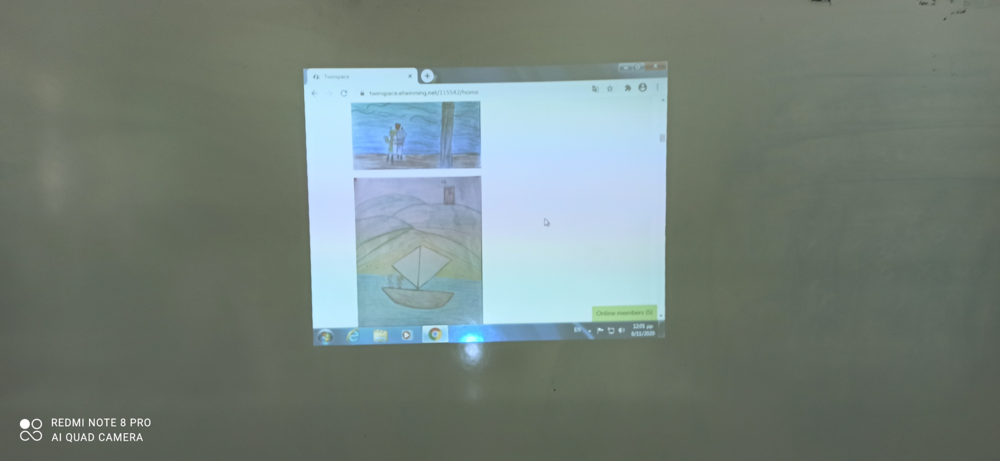 Twinspace
twinspace.etwinning.net/115542/home
Online members (5)
EN
12:01 μμ
6/11/2020
REDMI NOTE 8 PRO
AI QUAD CAMERA